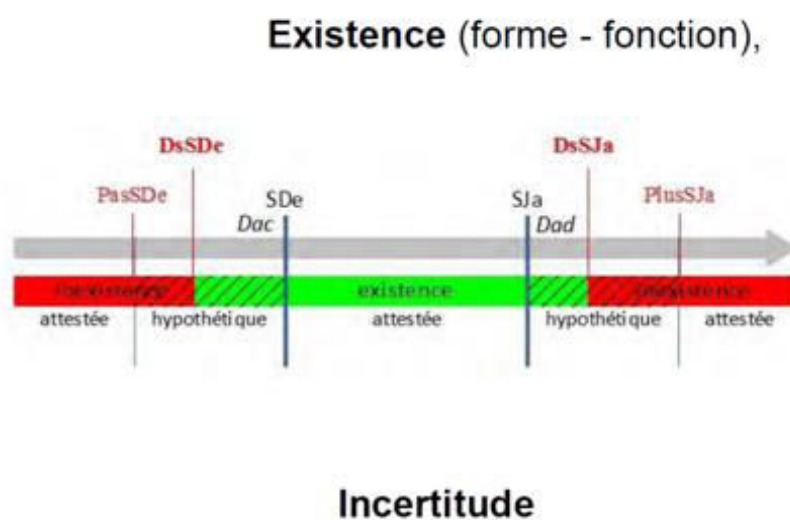 Existence (forme - fonction),
DsSDe DsSJa
PasSDe SDe SJa PlusSJa
Dac Dad
existence
attestée hypothétique attestée hypothétique attestée
Incertitude